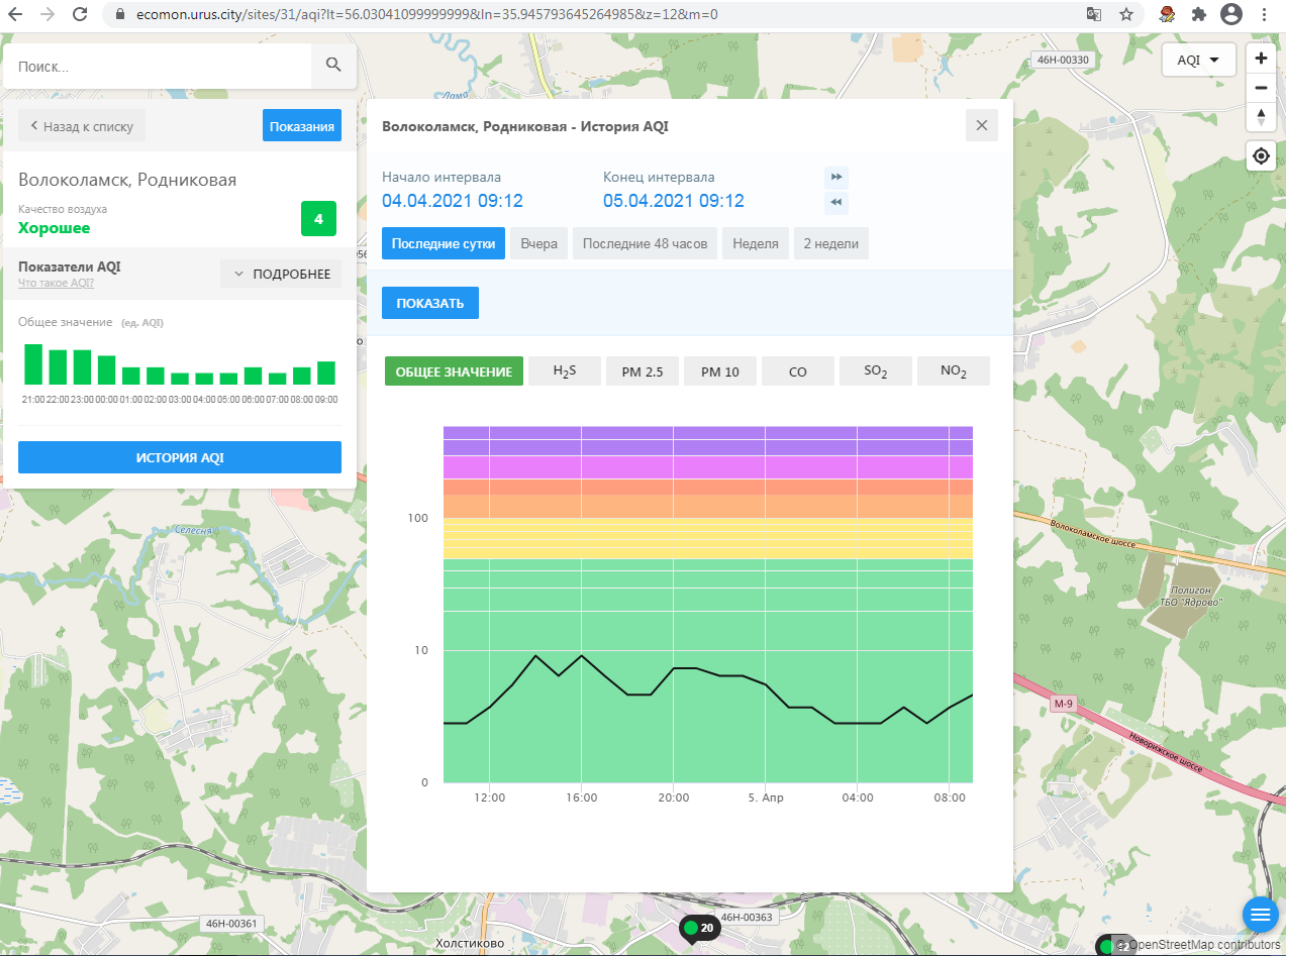 ecomon.urus.city/sites/31/aqi?lt=56.03041099999999&ln=35.945793645264985&z=12&m=0
Поиск...
46Н-00330
AQI
Лама
Назад к списку
Показания
Волоколамск, Родниковая
Качество воздуха
Хорошее
4
Показатели AQI
Что такое AQI?
ПОДРОБНЕЕ
Общее значение (ед. AQI)
21:00 22:00 23:00 00:00 01:00 02:00 03:00 04:00 05:00 06:00 07:00 08:00 09:00
ИСТОРИЯ AQI
Волоколамск, Родниковая - История AQI
Начало интервала
Конец интервала
04.04.2021 09:12
05.04.2021 09:12
Последние сутки
Вчера
Последние 48 часов
Неделя
2 недели
ПОКАЗАТЬ
ОБЩЕЕ ЗНАЧЕНИЕ
H2S
PM 2.5
PM 10
CO
SO2
NO2
100
10
0
12:00 16:00 20:00 5. Апр 04:00 08:00
Селесня
Волоколамское шоссе
Полигон
ТБО "Ядрово"
М-9
Новорижское шоссе
46Н-00361
46Н-00363
20
Холстиково
OpenStreetMap contributors